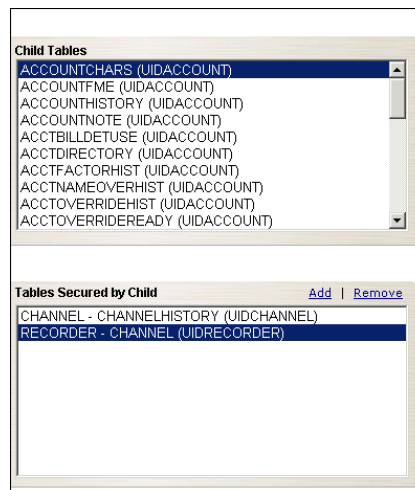 Child Tables
ACCOUNTCHARS (UIDACCOUNT)
ACCOUNTFME (UIDACCOUNT)
ACCOUNTHISTORY (UIDACCOUNT)
ACCOUNTNOTE (UIDACCOUNT)
ACCTBILLDETUSE (UIDACCOUNT)
ACCTDIRECTORY (UIDACCOUNT)
ACCTFACTORHIST (UIDACCOUNT)
ACCTNAMEOVERHIST (UIDACCOUNT)
ACCTOVERRIDEHIST (UIDACCOUNT)
ACCTOVERRIDEREADY (UIDACCOUNT)
Tables Secured by Child Add | Remove
CHANNEL - CHANNELHISTORY (UIDCHANNEL)
RECORDER - CHANNEL (UIDRECORDER)